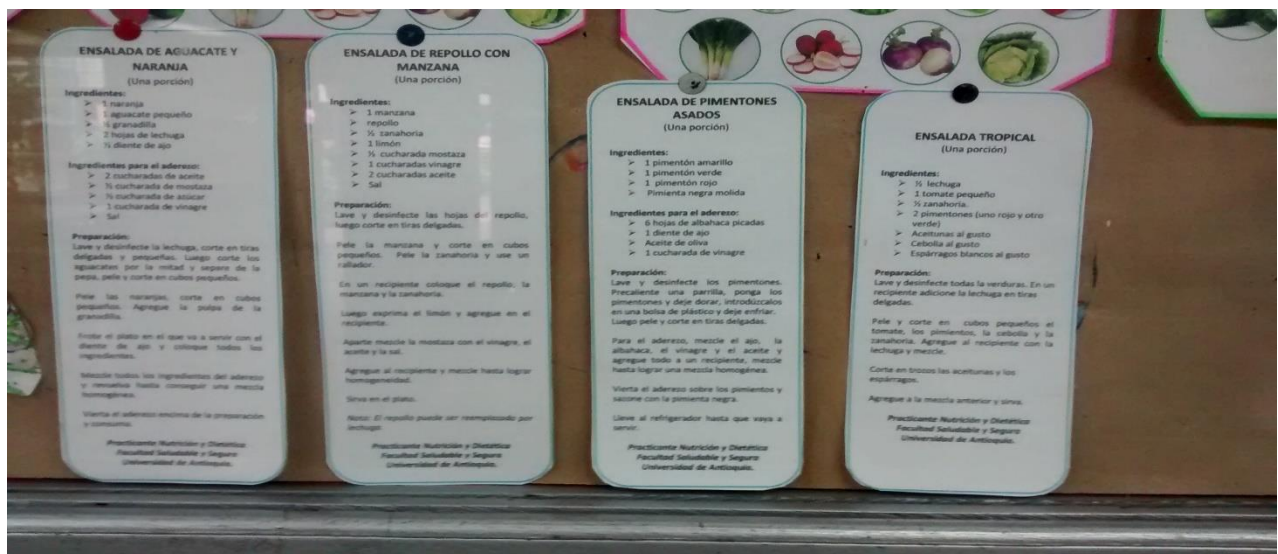 ENSALADA DE AGUACATE Y
NARANJA
(Una porción)
Ingredientes:
➢ 1 naranja
➢ 1 aguacate pequeño
➢ ½ granadilla
➢ 2 hojas de lechuga
➢ ½ diente de ajo
Ingredientes para el aderezo:
➢ 2 cucharadas de aceite
➢ ½ cucharada de mostaza
➢ ½ cucharada de azúcar
➢ 1 cucharada de vinagre
➢ Sal
Preparación:
Lave y desinfecte la lechuga, corte en tiras
delgadas y pequeñas. Luego corte los
aguacates por la mitad y separe de la
pepa, pele y corte en cubos pequeños.
Pele las naranjas, corte en cubos
pequeños. Agregue la pulpa de la
granadilla.
Frote el plato en el que va a servir con el
diente de ajo y coloque todos los
ingredientes.
Mezcle todos los ingredientes del aderezo
y revuelva hasta conseguir una mezcla
homogénea.
Vierta el aderezo encima de la preparación
y consuma.
Practicante Nutrición y Dietética
Facultad Saludable y Segura
Universidad de Antioquia.
ENSALADA DE REPOLLO CON
MANZANA
(Una porción)
Ingredientes:
➢ 1 manzana
➢ repollo
➢ ½ zanahoria
➢ 1 limón
➢ ½ cucharada mostaza
➢ 1 cucharadas vinagre
➢ 2 cucharadas aceite
➢ Sal
Preparación:
Lave y desinfecte las hojas del repollo,
luego corte en tiras delgadas.
Pele la manzana y corte en cubos
pequeños. Pele la zanahoria y use un
rallador.
En un recipiente coloque el repollo, la
manzana y la zanahoria.
Luego exprima el limón y agregue en el
recipiente.
Aparte mezcle la mostaza con el vinagre, el
aceite y la sal.
Agregue al recipiente y mezcle hasta lograr
homogeneidad.
Sirva en el plato.
Nota: El repollo puede ser reemplazado por
lechuga.
Practicante Nutrición y Dietética
Facultad Saludable y Segura
Universidad de Antioquia.
ENSALADA DE PIMENTONES
ASADOS
(Una porción)
Ingredientes:
➢ 1 pimentón amarillo
➢ 1 pimentón verde
➢ 1 pimentón rojo
➢ Pimienta negra molida
Ingredientes para el aderezo:
➢ 6 hojas de albahaca picadas
➢ 1 diente de ajo
➢ Aceite de oliva
➢ 1 cucharada de vinagre
Preparación:
Lave y desinfecte los pimentones.
Precaliente una parrilla, ponga los
pimentones y deje dorar, introdúzcalos
en una bolsa de plástico y deje enfriar.
Luego pele y corte en tiras delgadas.
Para el aderezo, mezcle el ajo, la
albahaca, el vinagre y el aceite y
agregue todo a un recipiente, mezcle
hasta lograr una mezcla homogénea.
Vierta el aderezo sobre los pimientos y
sazone con la pimienta negra.
Lleve al refrigerador hasta que vaya a
servir.
Practicante Nutrición y Dietética
Facultad Saludable y Segura
Universidad de Antioquia.
ENSALADA TROPICAL
(Una porción)
Ingredientes:
➢ ½ lechuga
➢ 1 tomate pequeño
➢ ½ zanahoria.
➢ 2 pimentones (uno rojo y otro
verde)
➢ Aceitunas al gusto
➢ Cebolla al gusto
➢ Espárragos blancos al gusto
Preparación:
Lave y desinfecte todas la verduras. En un
recipiente adicione la lechuga en tiras
delgadas.
Pele y corte en cubos pequeños el
tomate, los pimientos, la cebolla y la
zanahoria. Agregue al recipiente con la
lechuga y mezcle.
Corte en trozos las aceitunas y los
espárragos.
Agregue a la mezcla anterior y sirva.
Practicante Nutrición y Dietética
Facultad Saludable y Segura
Universidad de Antioquia.